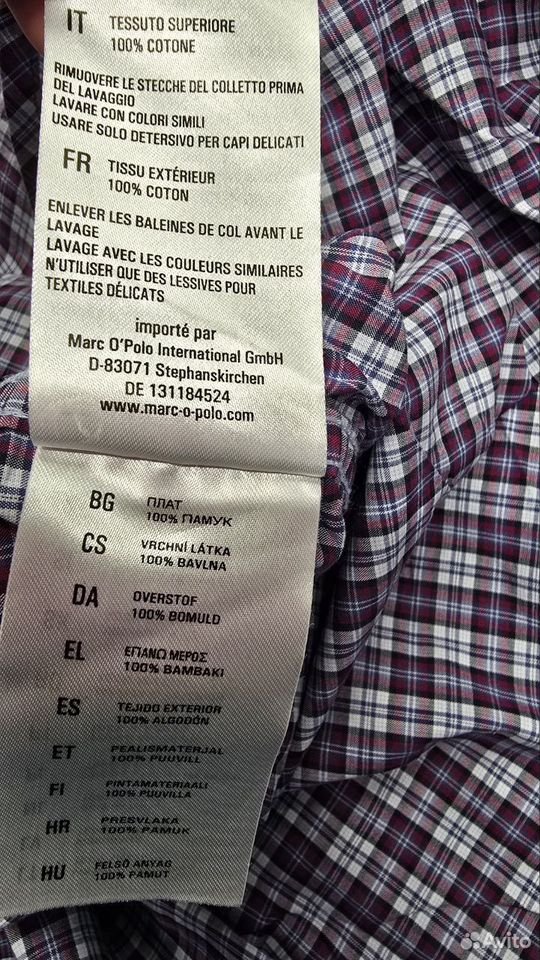 IT TESSUTO SUPERIORE
100% COTONE
RIMUOVERE LE STECCHE DEL COLLETTO PRIMA
DEL LAVAGGIO
LAVARE CON COLORI SIMILI
USARE SOLO DETERSIVO PER CAPI DELICATI
FR TISSU EXTÉRIEUR
100% COTON
ENLEVER LES BALEINES DE COL AVANT LE
LAVAGE
LAVAGE AVEC LES COULEURS SIMILAIRES
N'UTILISER QUE DES LESSIVES POUR
TEXTILES DÉLICATS
importé par
Marc O'Polo International GmbH
D-83071 Stephanskirchen
DE 131184524
www.marc-o-polo.com
BG ПЛАТ
100% ПАМУК
CS VRCHNÍ LÁTKA
100% BAVLNA
DA OVERSTOF
100% BOMULD
EL ΕΠΑΝΩ ΜΕΡΟΣ
100% ΒΑΜΒΑΚΙ
ES TEJIDO EXTERIOR
100% ALGODÓN
ET PEALISMATERJAL
100% PUUVILL
FI PINTAMATERIAALI
100% PUUVILLA
HR PRESVLAKA
100% PAMUK
HU FELSŐ ANYAG
100% PAMUT
Avito